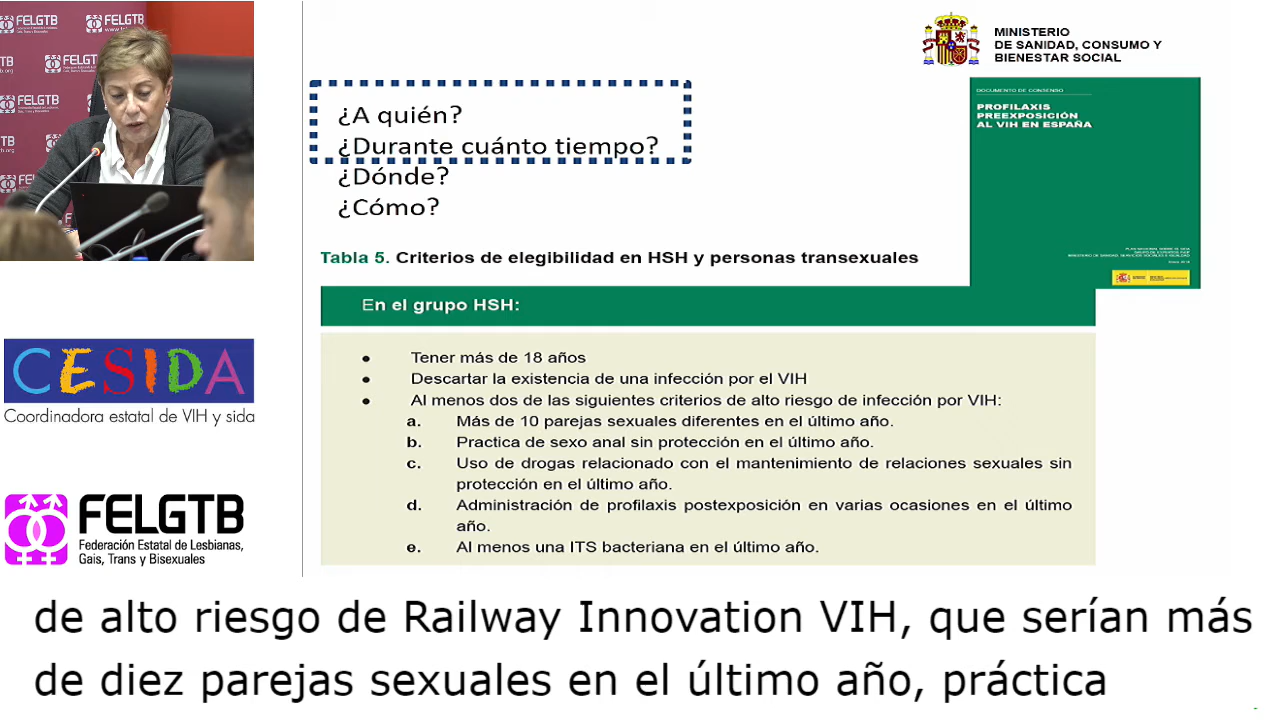 FELGTB
www.f
FELGTB
FELGTB
FELGTB
FELGTB
MINISTERIO
DE SANIDAD, CONSUMO Y
BIENESTAR SOCIAL
DOCUMENTO DE CONSENSO
PROFILAXIS
PREEXPOSICIÓN
AL VIH EN ESPAÑA
¿A quién?
¿Durante cuánto tiempo?
¿Dónde?
¿Cómo?
Tabla 5. Criterios de elegibilidad en HSH y personas transexuales
En el grupo HSH:
• Tener más de 18 años
• Descartar la existencia de una infección por el VIH
• Al menos dos de las siguientes criterios de alto riesgo de infección por VIH:
a. Más de 10 parejas sexuales diferentes en el último año.
b. Practica de sexo anal sin protección en el último año.
c. Uso de drogas relacionado con el mantenimiento de relaciones sexuales sin
protección en el último año.
d. Administración de profilaxis postexposición en varias ocasiones en el último
año.
e. Al menos una ITS bacteriana en el último año.
CESIDA
Coordinadora estatal de VIH y sida
FELGTB
Federación Estatal de Lesbianas,
Gais, Trans y Bisexuales
de alto riesgo de Railway Innovation VIH, que serían más
de diez parejas sexuales en el último año, práctica